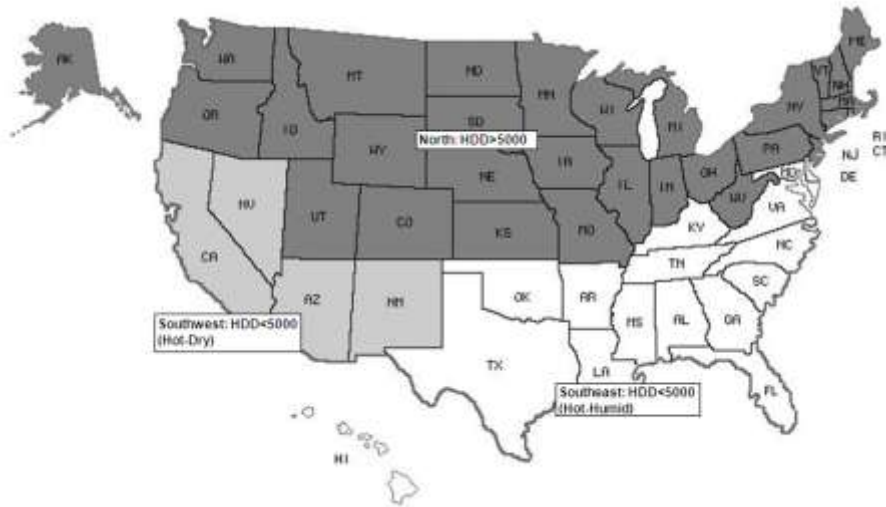 AK
WA
MT
ND
MN
ME
VT
NH
MA
OR
ID
SD
WI
MI
NY
RI
CT
WY
North: HDD>5000
IA
PA
NJ
NE
OH
MD
DE
NV
UT
CO
IL
IN
WV
VA
KS
MO
KY
CA
NC
TN
AZ
NM
OK
AR
SC
MS
AL
GA
Southwest: HDD<5000
(Hot-Dry)
TX
LA
Southeast: HDD<5000
(Hot-Humid)
FL
HI